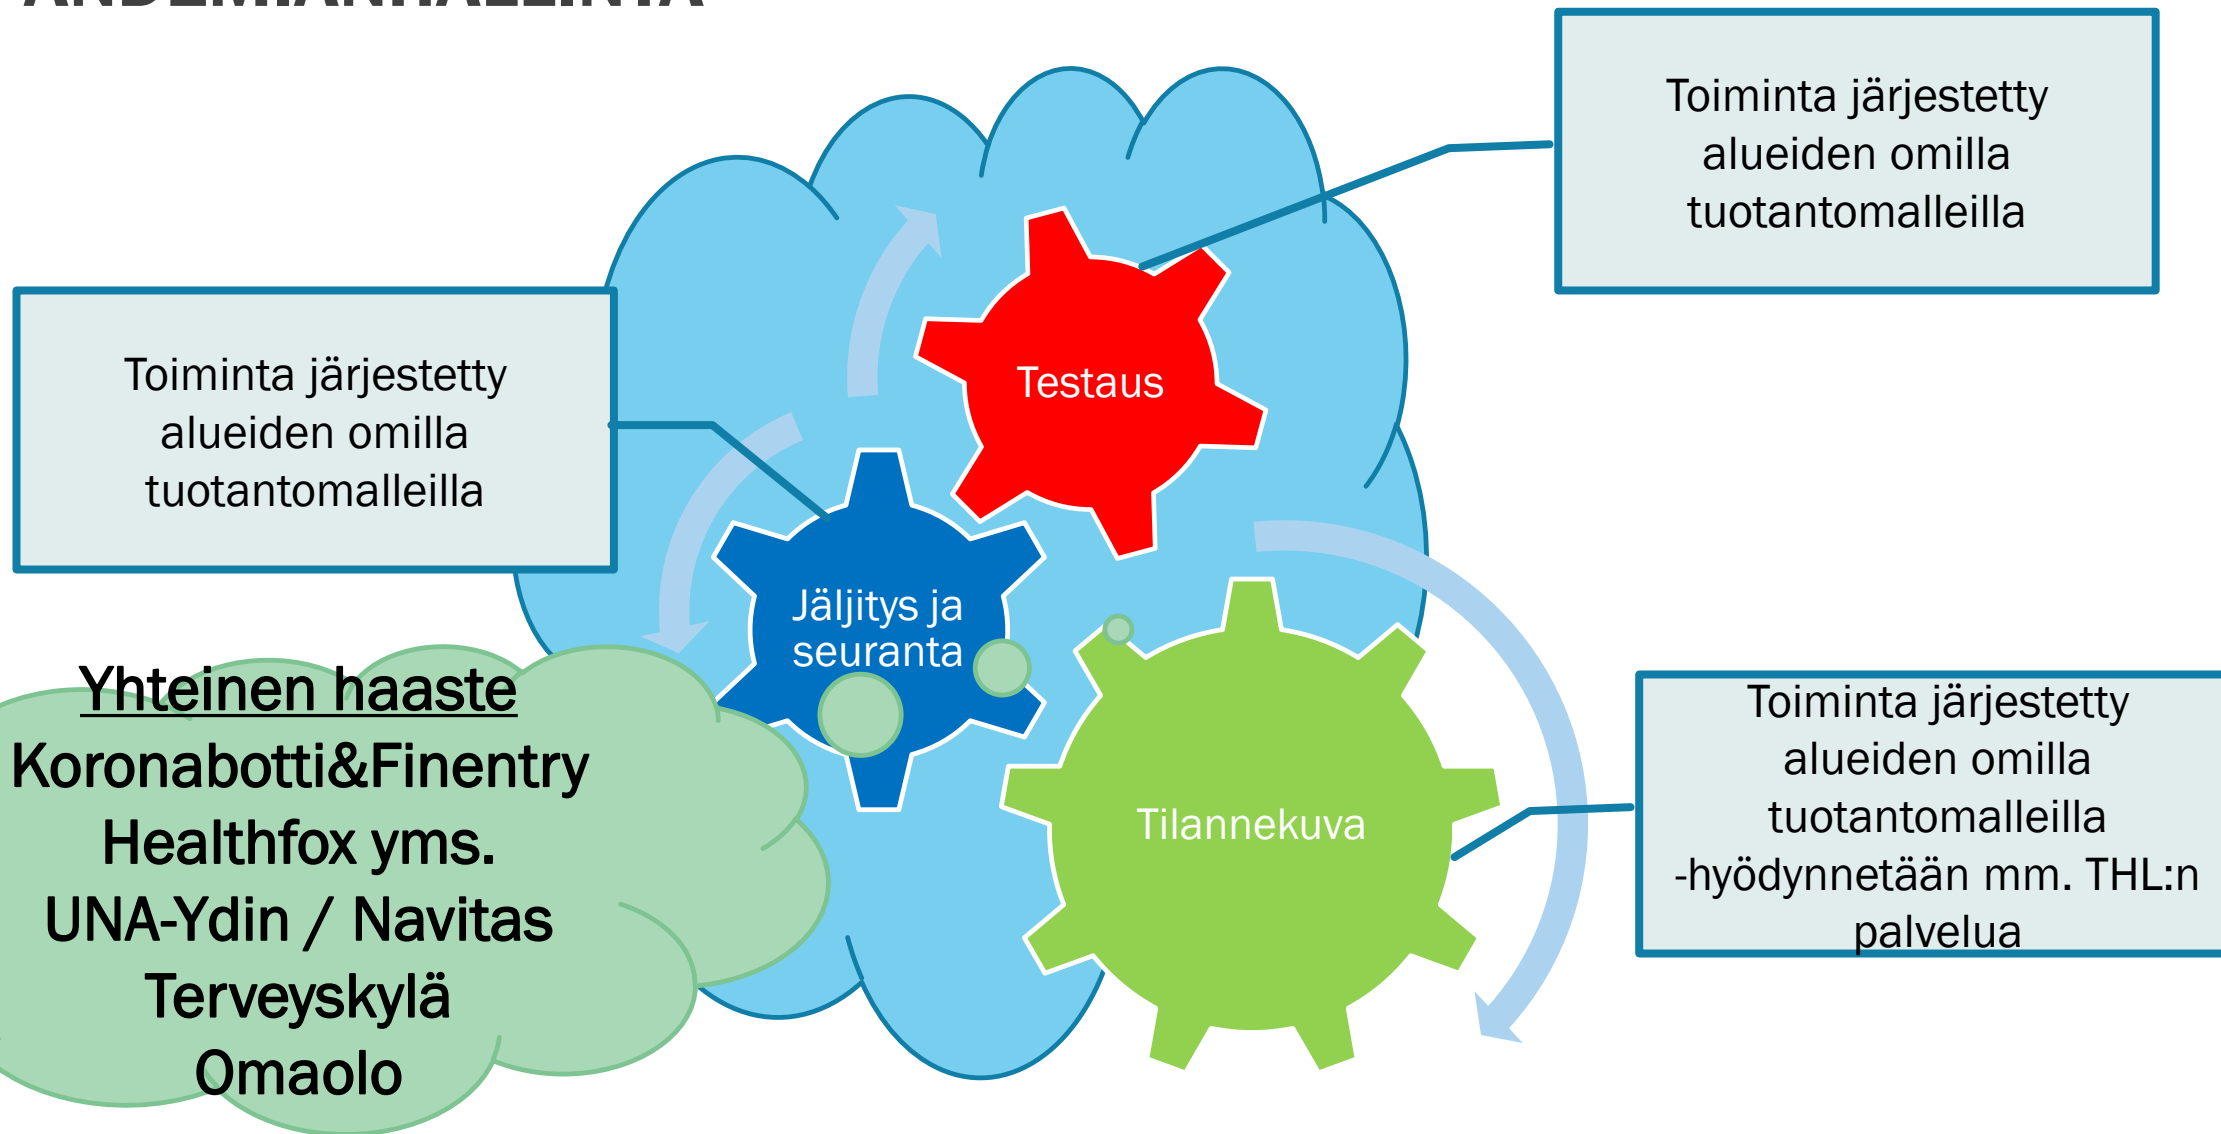 ANDEMIANHALLINTA
Toiminta järjestetty
alueiden omilla
tuotantomalleilla
Toiminta järjestetty
alueiden omilla
tuotantomalleilla
Testaus
Jäljitys ja
seuranta
Yhteinen haaste
Koronabotti&Finentry
Healthfox yms.
UNA-Ydin / Navitas
Terveyskylä
Omaolo
Tilannekuva
Toiminta järjestetty
alueiden omilla
tuotantomalleilla
-hyödynnetään mm. THL:n
palvelua